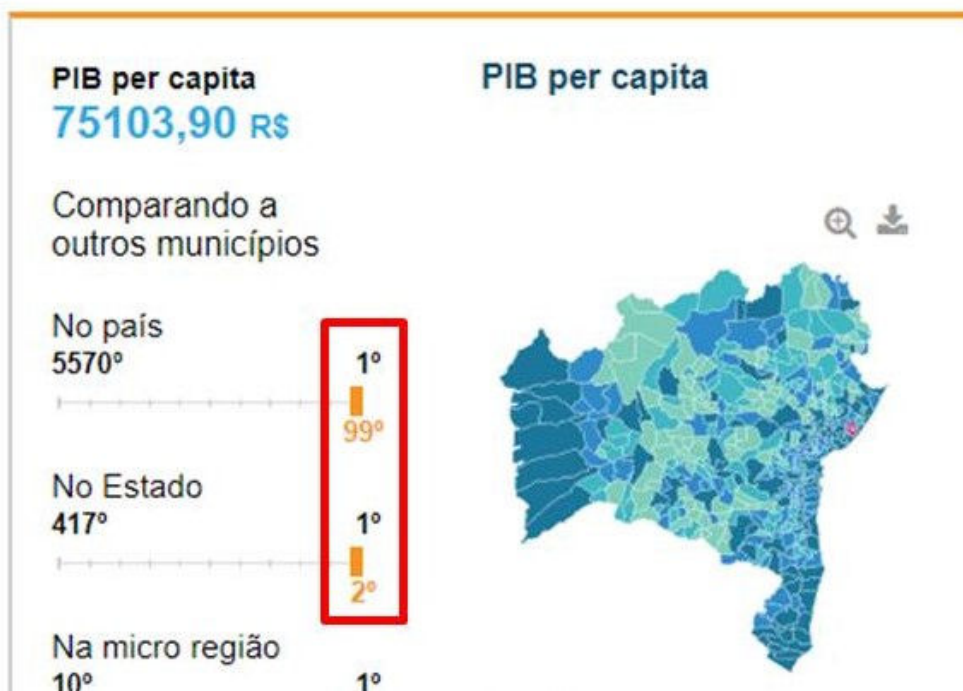 PIB per capita
75103,90 R$
Comparando a
outros municípios
No país
5570º 1º
99º
No Estado
417º 1º
2º
Na micro região
10º 1º
PIB per capita